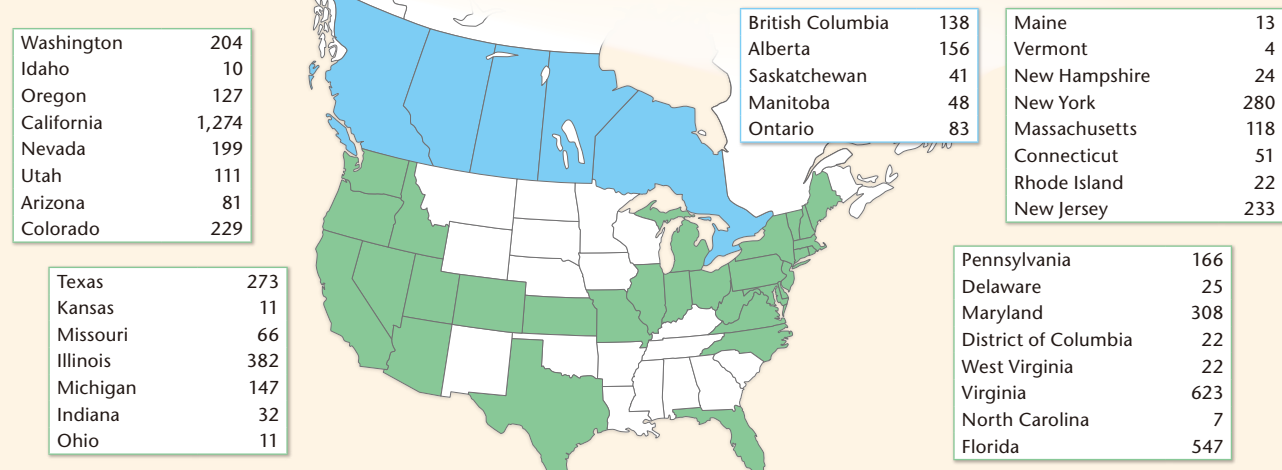 Washington 204
Idaho 10
Oregon 127
California 1,274
Nevada 199
Utah 111
Arizona 81
Colorado 229
Texas 273
Kansas 11
Missouri 66
Illinois 382
Michigan 147
Indiana 32
Ohio 11
British Columbia 138
Alberta 156
Saskatchewan 41
Manitoba 48
Ontario 83
Maine 13
Vermont 4
New Hampshire 24
New York 280
Massachusetts 118
Connecticut 51
Rhode Island 22
New Jersey 233
Pennsylvania 166
Delaware 25
Maryland 308
District of Columbia 22
West Virginia 22
Virginia 623
North Carolina 7
Florida 547